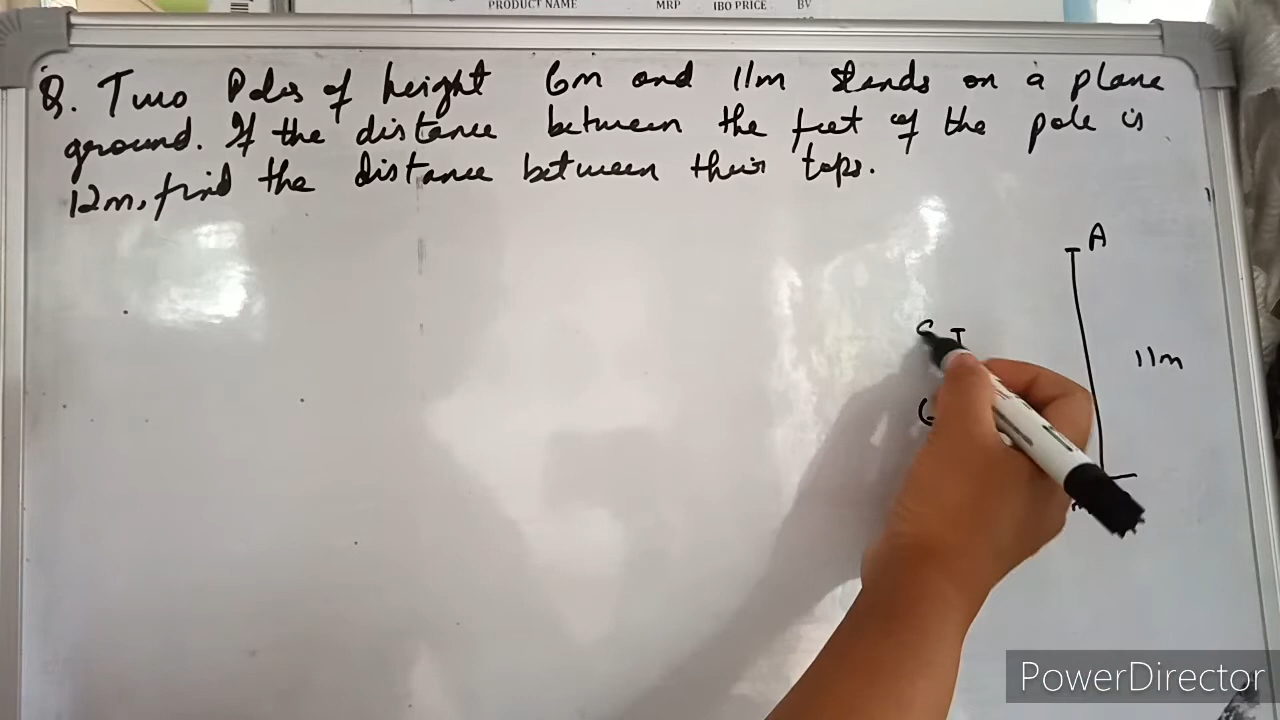 PRODUCT NAME MRP IBO PRICE BV
Q. Two Poles of height 6m and 11m stands on a plane
ground. If the distance between the feet of the pole is
12m, find the distance between their tops.
A
11m
PowerDirector